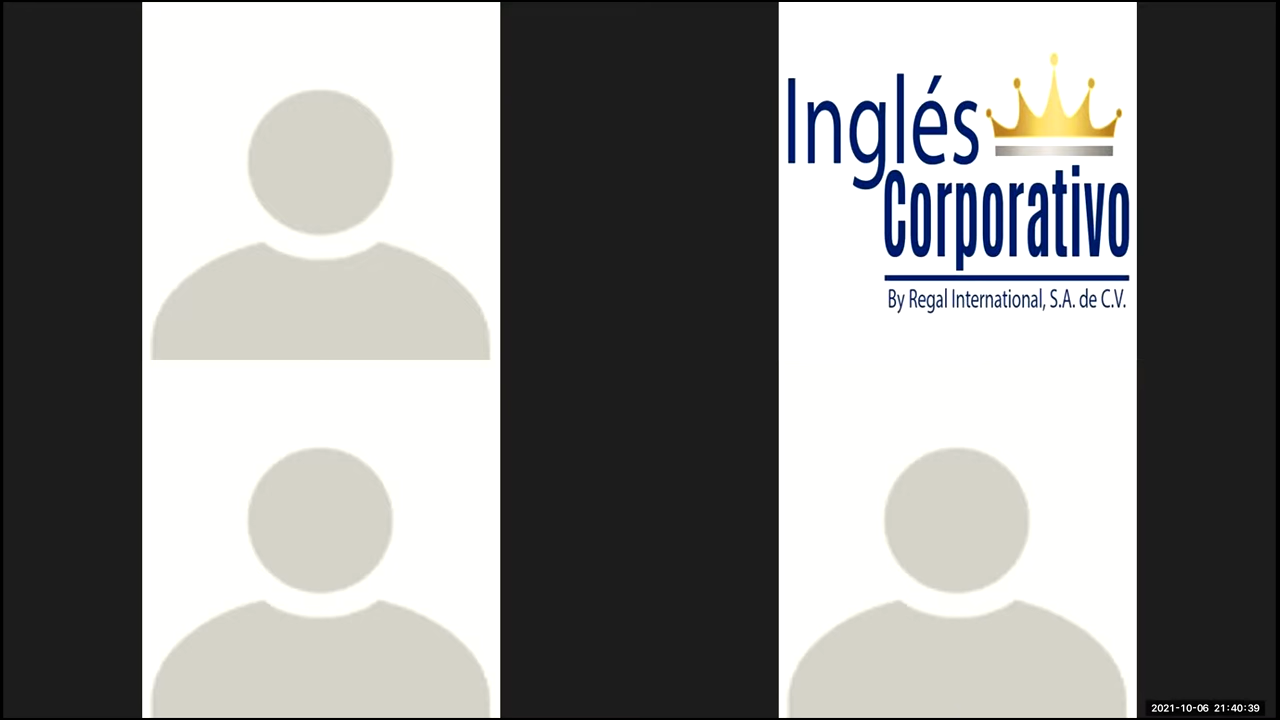 Inglés
Corporativo
By Regal International, S.A. de C.V.
2021-10-06 21:40:39